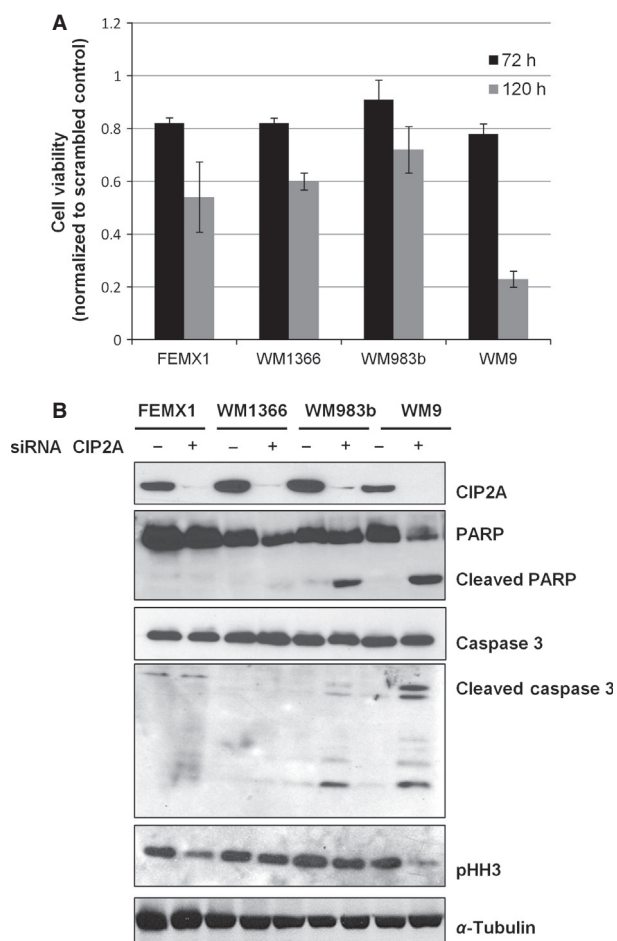 A
Cell viability
(normalized to scrambled control)
1.2
1
0.8
0.6
0.4
0.2
0
72 h
120 h
FEMX1 WM1366 WM983b WM9
B
FEMX1 WM1366 WM983b WM9
siRNA CIP2A – + – + – + – +
CIP2A
PARP
Cleaved PARP
Caspase 3
Cleaved caspase 3
pHH3
α-Tubulin